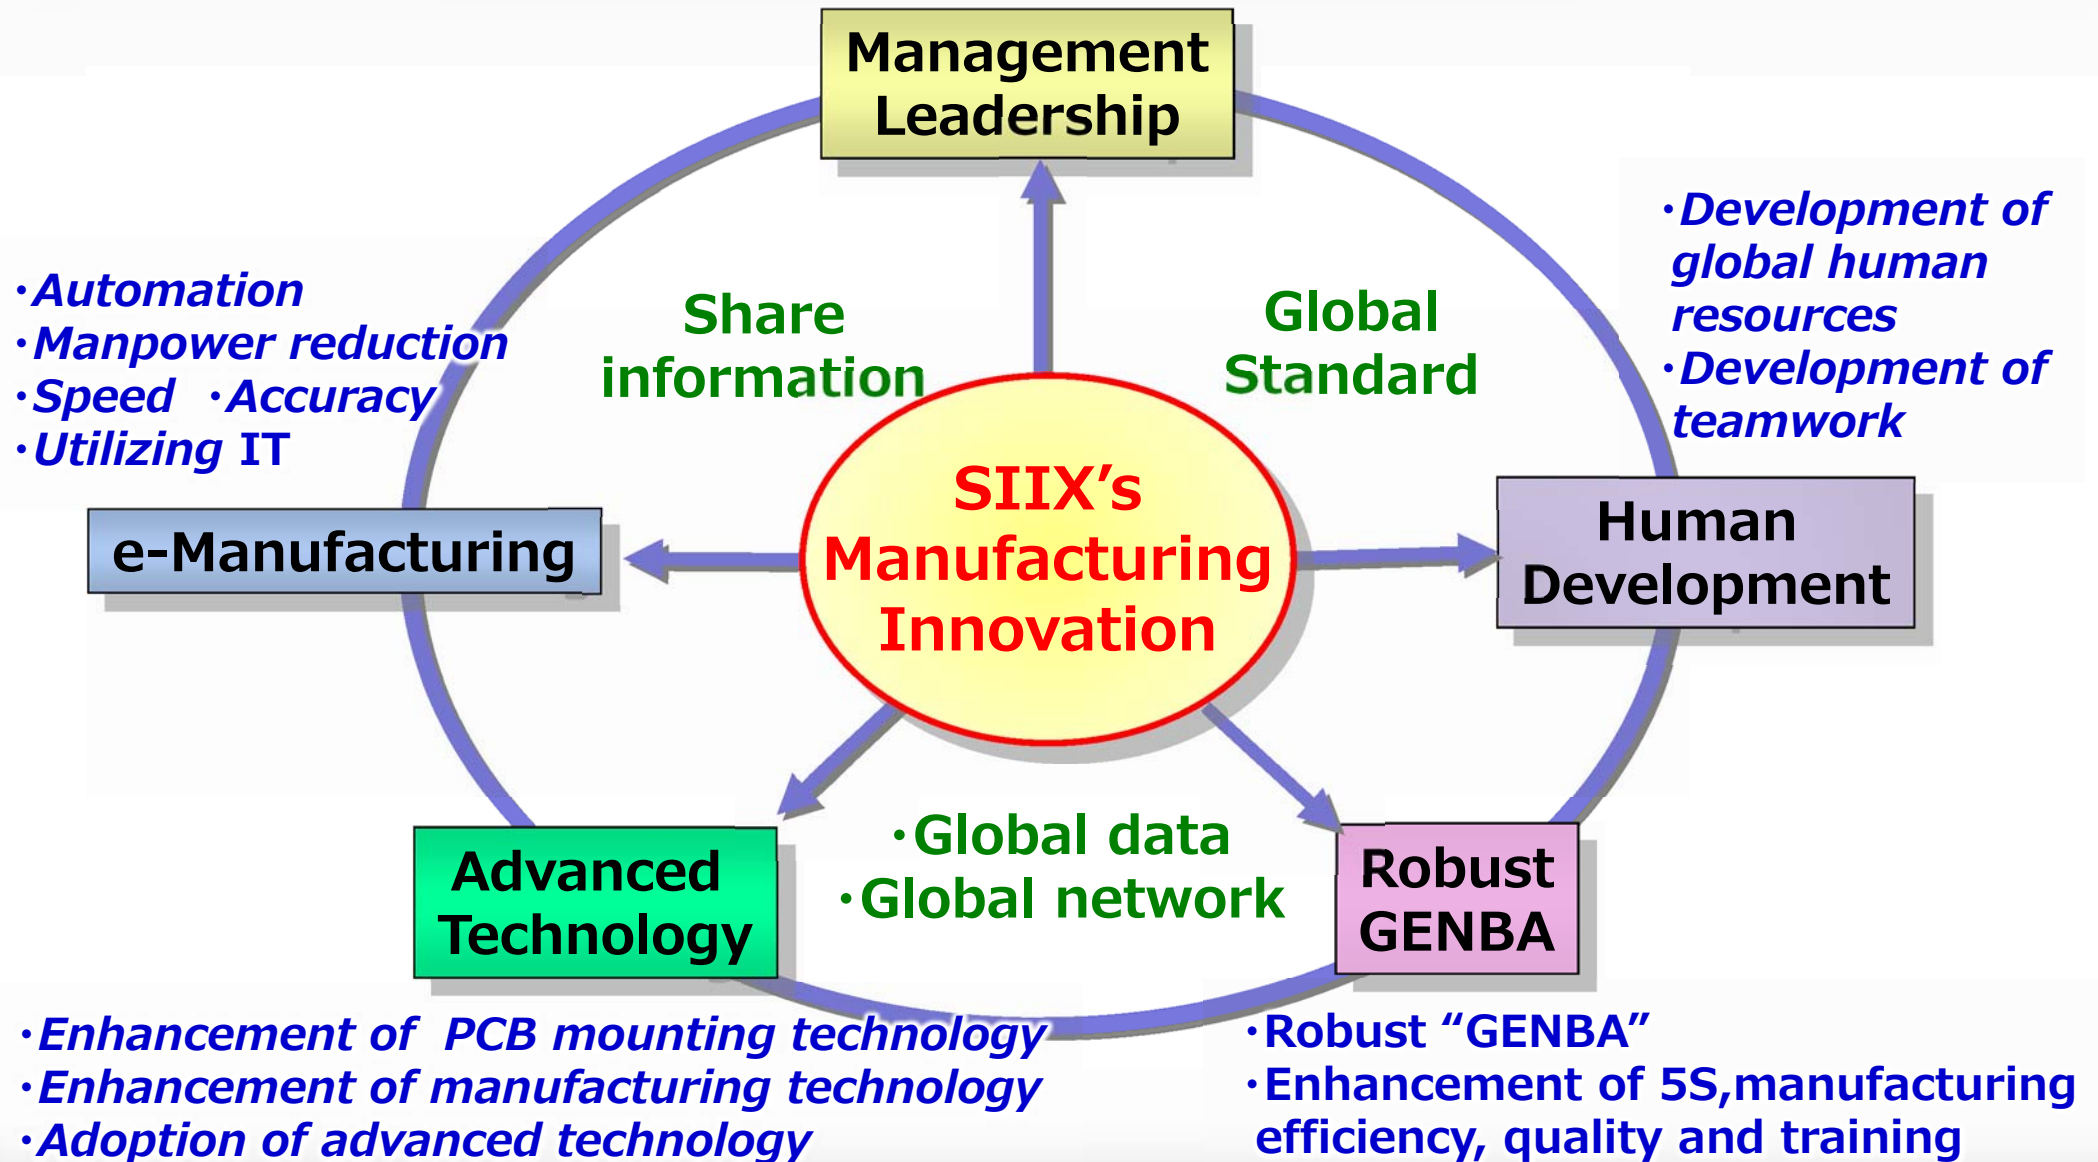 Management
Leadership
・Development of
global human
resources
・Development of
teamwork
・Automation
・Manpower reduction
・Speed ・Accuracy
・Utilizing IT
Share
information
Global
Standard
SIIX’s
Manufacturing
Innovation
e-Manufacturing
Human
Development
・Global data
・Global network
Advanced
Technology
Robust
GENBA
・Enhancement of PCB mounting technology
・Enhancement of manufacturing technology
・Adoption of advanced technology
・Robust “GENBA”
・Enhancement of 5S,manufacturing
efficiency, quality and training